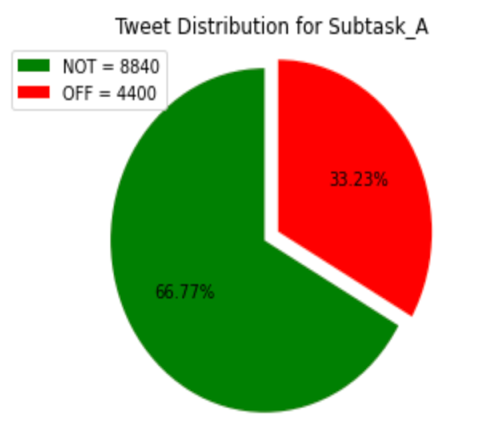 Tweet Distribution for Subtask_A
NOT = 8840
OFF = 4400
33.23%
66.77%